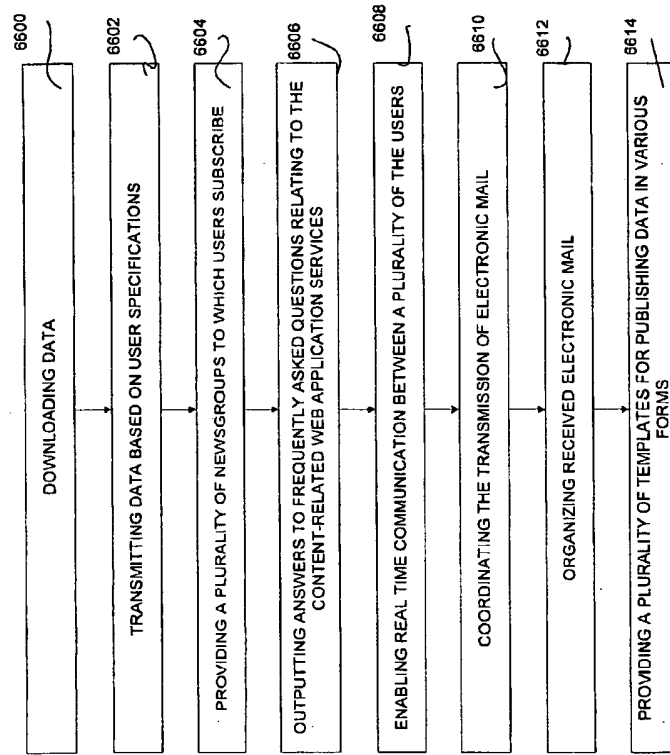 6600
DOWNLOADING DATA
6602
TRANSMITTING DATA BASED ON USER SPECIFICATIONS
6604
PROVIDING A PLURALITY OF NEWSGROUPS TO WHICH USERS SUBSCRIBE
6606
OUTPUTTING ANSWERS TO FREQUENTLY ASKED QUESTIONS RELATING TO THE
CONTENT-RELATED WEB APPLICATION SERVICES
6608
ENABLING REAL TIME COMMUNICATION BETWEEN A PLURALITY OF THE USERS
6610
COORDINATING THE TRANSMISSION OF ELECTRONIC MAIL
6612
ORGANIZING RECEIVED ELECTRONIC MAIL
6614
PROVIDING A PLURALITY OF TEMPLATES FOR PUBLISHING DATA IN VARIOUS
FORMS